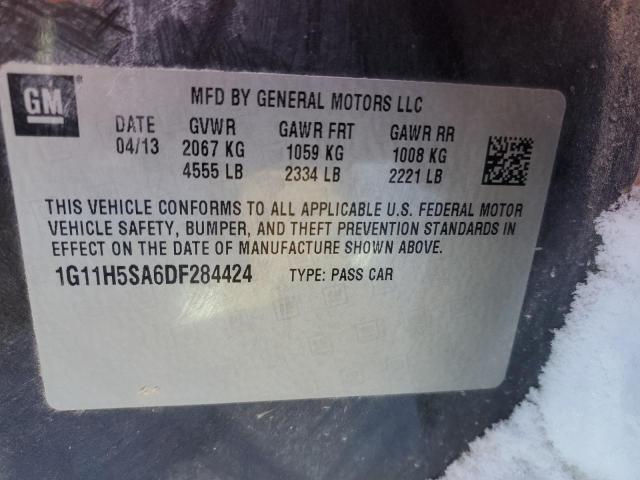 GM ®
MFD BY GENERAL MOTORS LLC
DATE GVWR GAWR FRT GAWR RR
04/13 2067 KG 1059 KG 1008 KG
4555 LB 2334 LB 2221 LB
THIS VEHICLE CONFORMS TO ALL APPLICABLE U.S. FEDERAL MOTOR
VEHICLE SAFETY, BUMPER, AND THEFT PREVENTION STANDARDS
IN EFFECT ON THE DATE OF MANUFACTURE SHOWN ABOVE.
1G11H5SA6DF284424 TYPE: PASS CAR